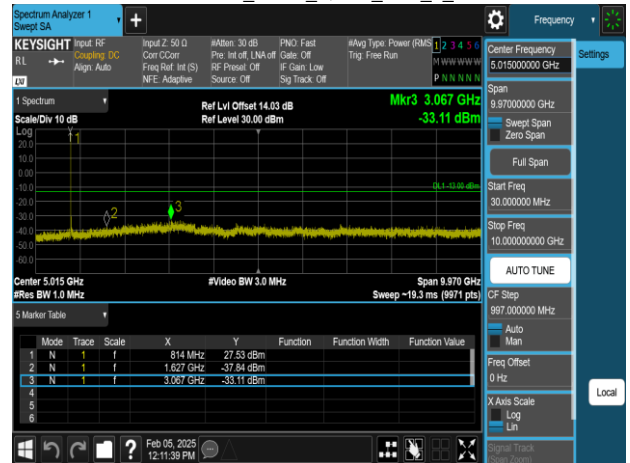 Spectrum Analyzer 1
Swept SA
+
Frequency
KEYSIGHT
RL
LXI
Input: RF
Coupling: DC
Align: Auto
Input Z: 50 Ω
Corr CCorr
Freq Ref: Int (S)
NFE: Adaptive
#Atten: 30 dB
Pre: Int off, LNA off
RF Presel: Off
Source: Off
PNO: Fast
Gate: Off
IF Gain: Low
Sig Track: Off
#Avg Type: Power (RMS
Trig: Free Run
1 2 3 4 5 6
M W W W W W
P N N N N N
Center Frequency
5.015000000 GHz
Settings
1 Spectrum
Scale/Div 10 dB
Ref Lvl Offset 14.03 dB
Ref Level 30.00 dBm
Mkr3 3.067 GHz
-33.11 dBm
Span
9.97000000 GHz
Swept Span
Zero Span
Full Span
Start Freq
30.000000 MHz
Stop Freq
10.000000000 GHz
AUTO TUNE
CF Step
997.000000 MHz
Auto
Man
Freq Offset
0 Hz
X Axis Scale
Log
Lin
Signal Track
(Span Zoom)
Local
Log
20.0
10.0
0.00
-10.0
-20.0
-30.0
-40.0
-50.0
-60.0
1
2
3
DL1 -13.00 dBm
Center 5.015 GHz
#Res BW 1.0 MHz
#Video BW 3.0 MHz
Span 9.970 GHz
Sweep ~19.3 ms (9971 pts)
5 Marker Table
Mode Trace Scale X Y Function Function Width Function Value
1 N 1 f 814 MHz 27.53 dBm
2 N 1 f 1.627 GHz -37.84 dBm
3 N 1 f 3.067 GHz -33.11 dBm
4
5
6
?
Feb 05, 2025
12:11:39 PM